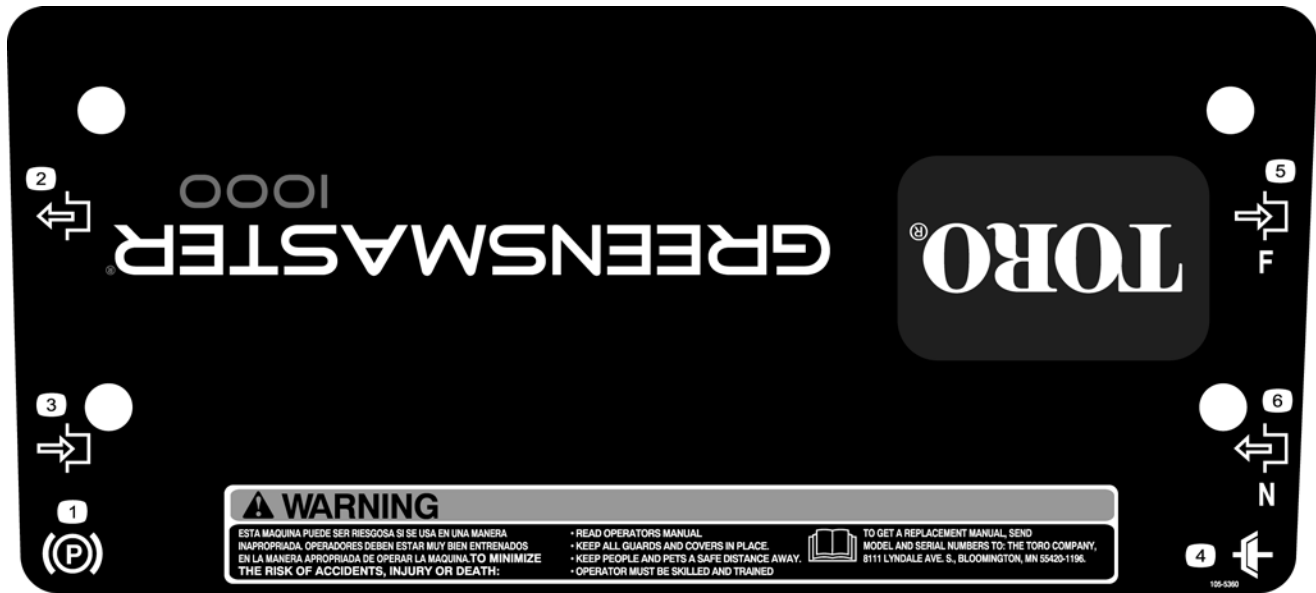 2
5
1000
GREENSMASTER®
TORO®
F
3
6
N
1
(P)
WARNING
ESTA MAQUINA PUEDE SER RIESGOSA SI SE USA EN UNA MANERA
INAPROPRIADA. OPERADORES DEBEN ESTAR MUY BIEN ENTRENADOS
EN LA MANERA APROPRIADA DE OPERAR LA MAQUINA.TO MINIMIZE
THE RISK OF ACCIDENTS, INJURY OR DEATH:
• READ OPERATORS MANUAL
• KEEP ALL GUARDS AND COVERS IN PLACE.
• KEEP PEOPLE AND PETS A SAFE DISTANCE AWAY.
• OPERATOR MUST BE SKILLED AND TRAINED
TO GET A REPLACEMENT MANUAL, SEND
MODEL AND SERIAL NUMBERS TO: THE TORO COMPANY,
8111 LYNDALE AVE. S., BLOOMINGTON, MN 55420-1196.
4
105-5360